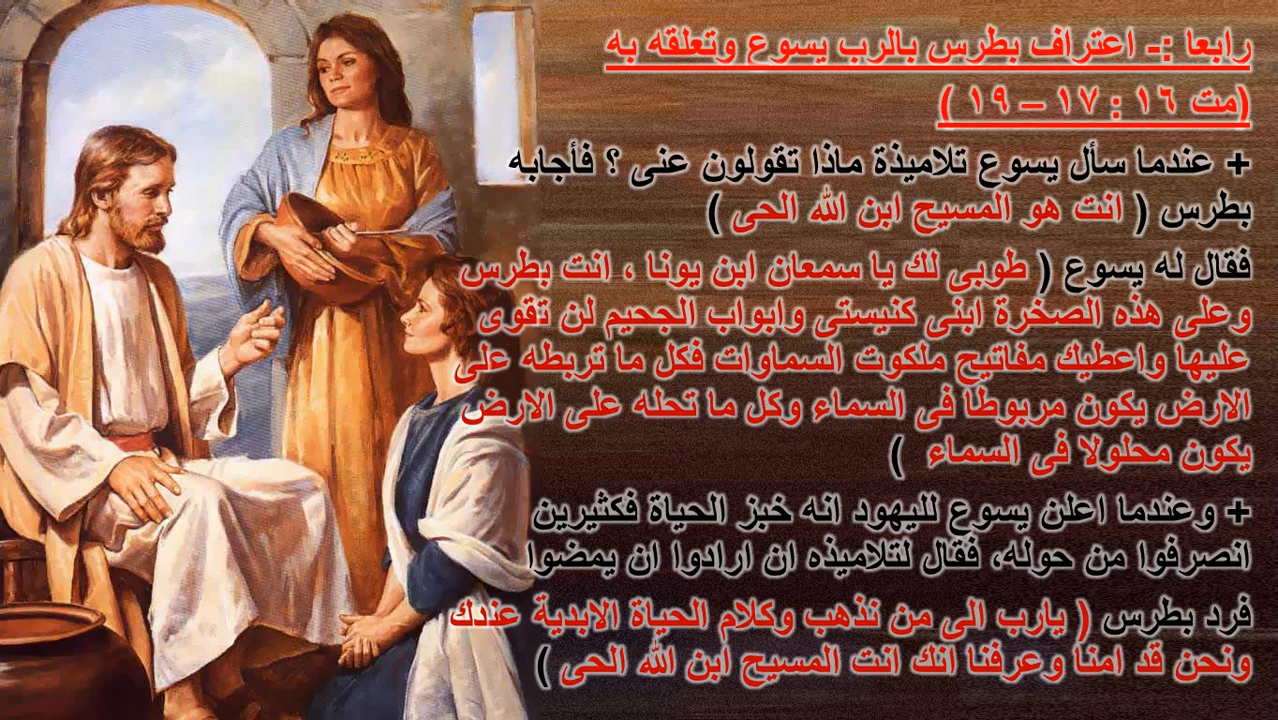 رابعا :- اعتراف بطرس بالرب يسوع وتعلقه به
(مت ١٦ : ١٧ – ١٩ )
+ عندما سأل يسوع تلاميذة ماذا تقولون عنى ؟ فأجابه
بطرس ( انت هو المسيح ابن الله الحى )
فقال له يسوع ( طوبى لك يا سمعان ابن يونا ، انت بطرس
وعلى هذه الصخرة ابنى كنيستى وابواب الجحيم لن تقوى
عليها واعطيك مفاتيح ملكوت السماوات فكل ما تربطه على
الارض يكون مربوطا فى السماء وكل ما تحله على الارض
يكون محلولا فى السماء )
+ وعندما اعلن يسوع لليهود انه خبز الحياة فكثيرين
انصرفوا من حوله، فقال لتلاميذه ان ارادوا ان يمضوا
فرد بطرس ( يارب الى من نذهب وكلام الحياة الابدية عندك
ونحن قد امنا وعرفنا انك انت المسيح ابن الله الحى )